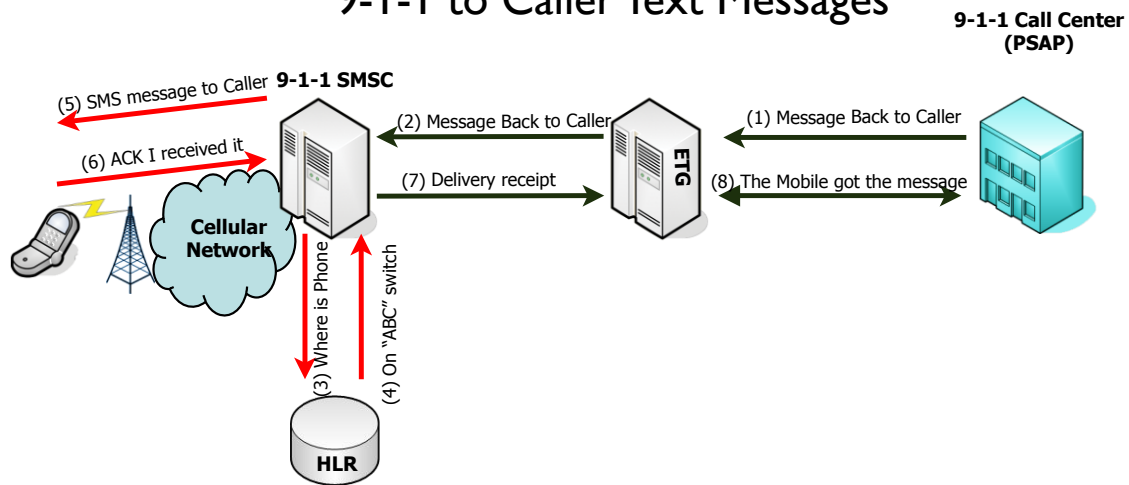 9-1-1 to Caller Text Messages
9-1-1 Call Center
(PSAP)
9-1-1 SMSC
(5) SMS message to Caller
(2) Message Back to Caller
(1) Message Back to Caller
(6) ACK I received it
ETG
(7) Delivery receipt
(8) The Mobile got the message
Cellular
Network
(3) Where is Phone
(4) On “ABC” switch
HLR